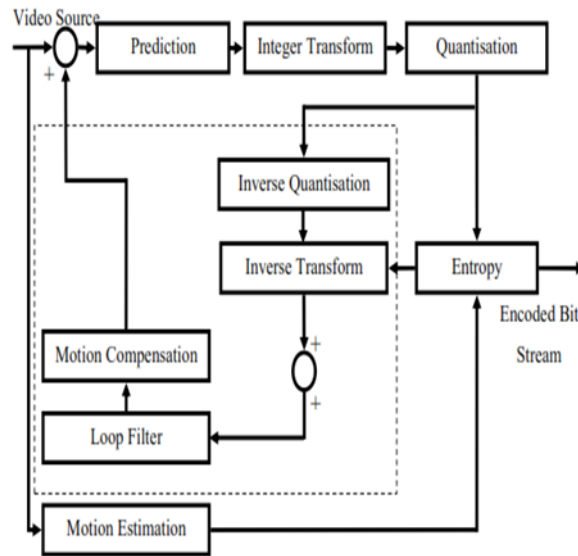 Video Source
+
Prediction
Integer Transform
Quantisation
Inverse Quantisation
Inverse Transform
Entropy
Encoded Bit
Stream
+
+
Motion Compensation
Loop Filter
Motion Estimation